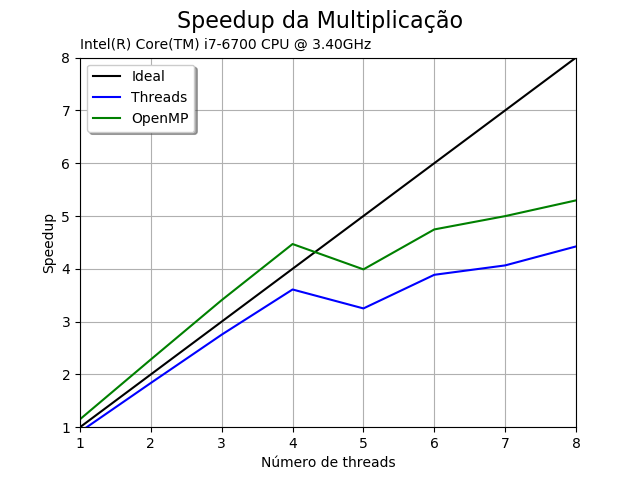 Speedup da Multiplicação
Intel(R) Core(TM) i7-6700 CPU @ 3.40GHz
Ideal
Threads
OpenMP
8
7
6
5
4
3
2
1
Speedup
1 2 3 4 5 6 7 8
Número de threads